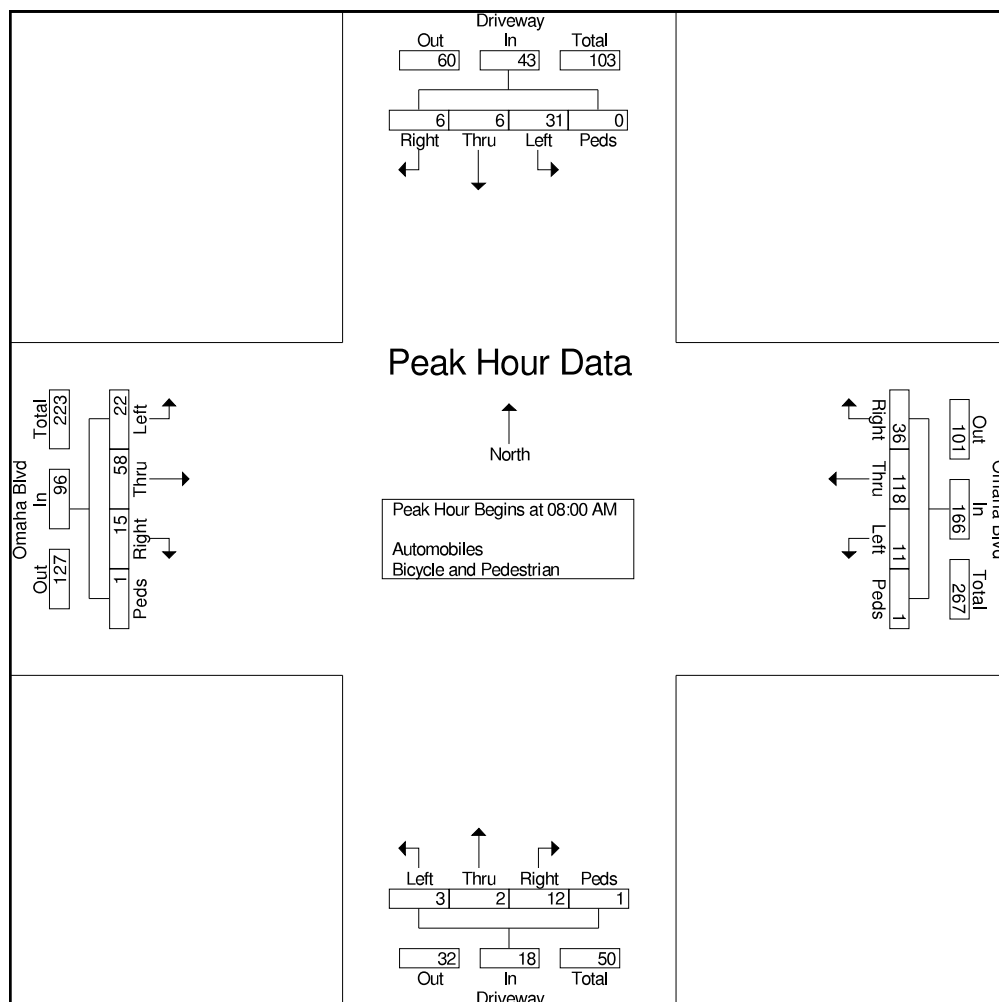 Driveway
Out In Total
60 43 103
6 6 31 0
Right Thru Left Peds
Peak Hour Data
North
Peak Hour Begins at 08:00 AM
Automobiles
Bicycle and Pedestrian
Omaha Blvd
Out In Total
127 96 223
22 58 15 1
Left Thru Right Peds
Omaha Blvd
Out In Total
101 166 267
36 118 11 1
Right Thru Left Peds
Left Thru Right Peds
3 2 12 1
32 18 50
Out In Total
Driveway